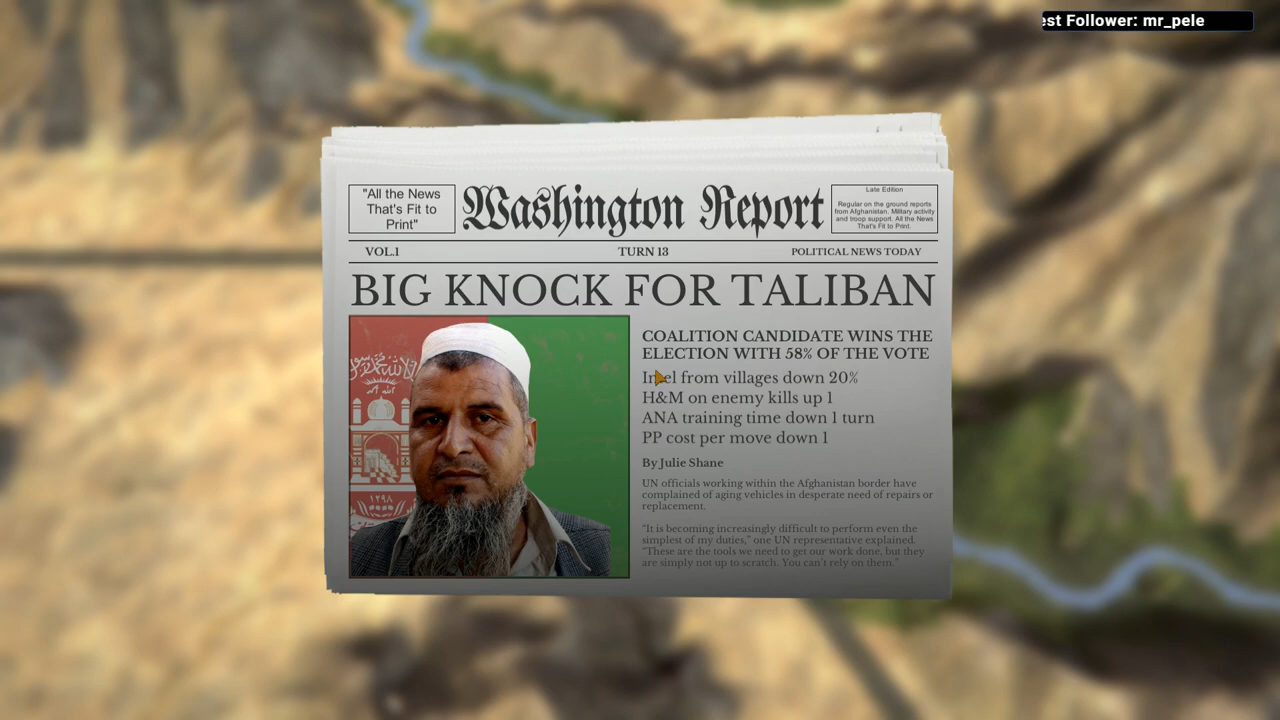 est Follower: mr_pele
"All the News
That's Fit to
Print"
Washington Report
Late Edition
Regular on the ground reports
from Afghanistan. Military activity
and troop support. All the News
That's Fit to Print.
VOL.1
TURN 13
POLITICAL NEWS TODAY
BIG KNOCK FOR TALIBAN
COALITION CANDIDATE WINS THE
ELECTION WITH 58% OF THE VOTE
Intel from villages down 20%
H&M on enemy kills up 1
ANA training time down 1 turn
PP cost per move down 1
By Julie Shane
UN officials working within the Afghanistan border have
complained of aging vehicles in desperate need of repairs or
replacement.
"It is becoming increasingly difficult to perform even the
simplest of my duties," one UN representative explained.
"These are the tools we need to get our work done, but they
are simply not up to scratch. You can't rely on them."
١٢٩٨